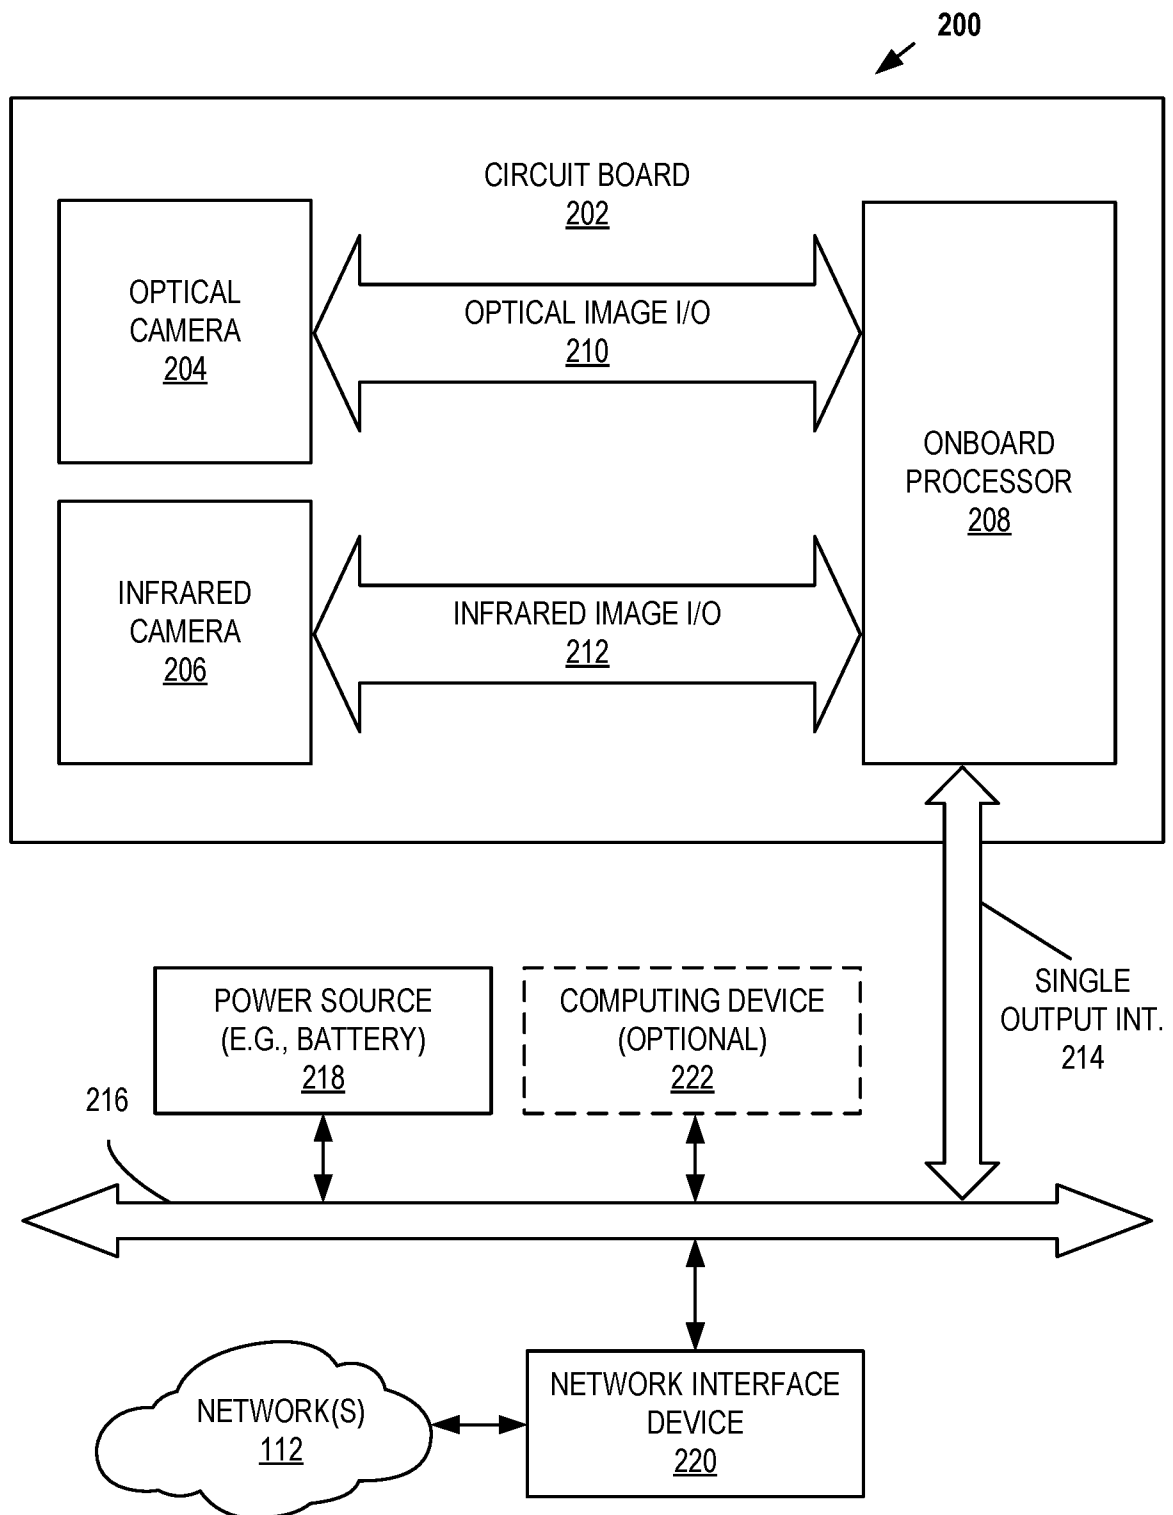 200
CIRCUIT BOARD
202
OPTICAL
CAMERA
204
OPTICAL IMAGE I/O
210
ONBOARD
PROCESSOR
208
INFRARED
CAMERA
206
INFRARED IMAGE I/O
212
SINGLE
OUTPUT INT.
214
POWER SOURCE
(E.G., BATTERY)
218
COMPUTING DEVICE
(OPTIONAL)
222
216
NETWORK(S)
112
NETWORK INTERFACE
DEVICE
220